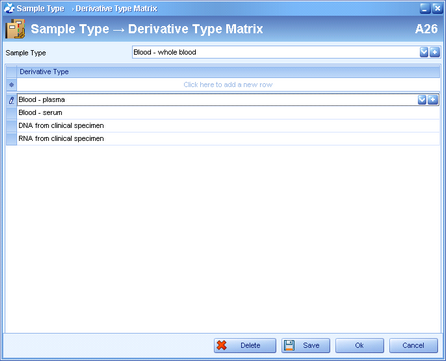 Sample Type → Derivative Type Matrix
Sample Type → Derivative Type Matrix A26
Sample Type Blood - whole blood
Derivative Type
Click here to add a new row
Blood - plasma
Blood - serum
DNA from clinical specimen
RNA from clinical specimen
Delete Save Ok Cancel